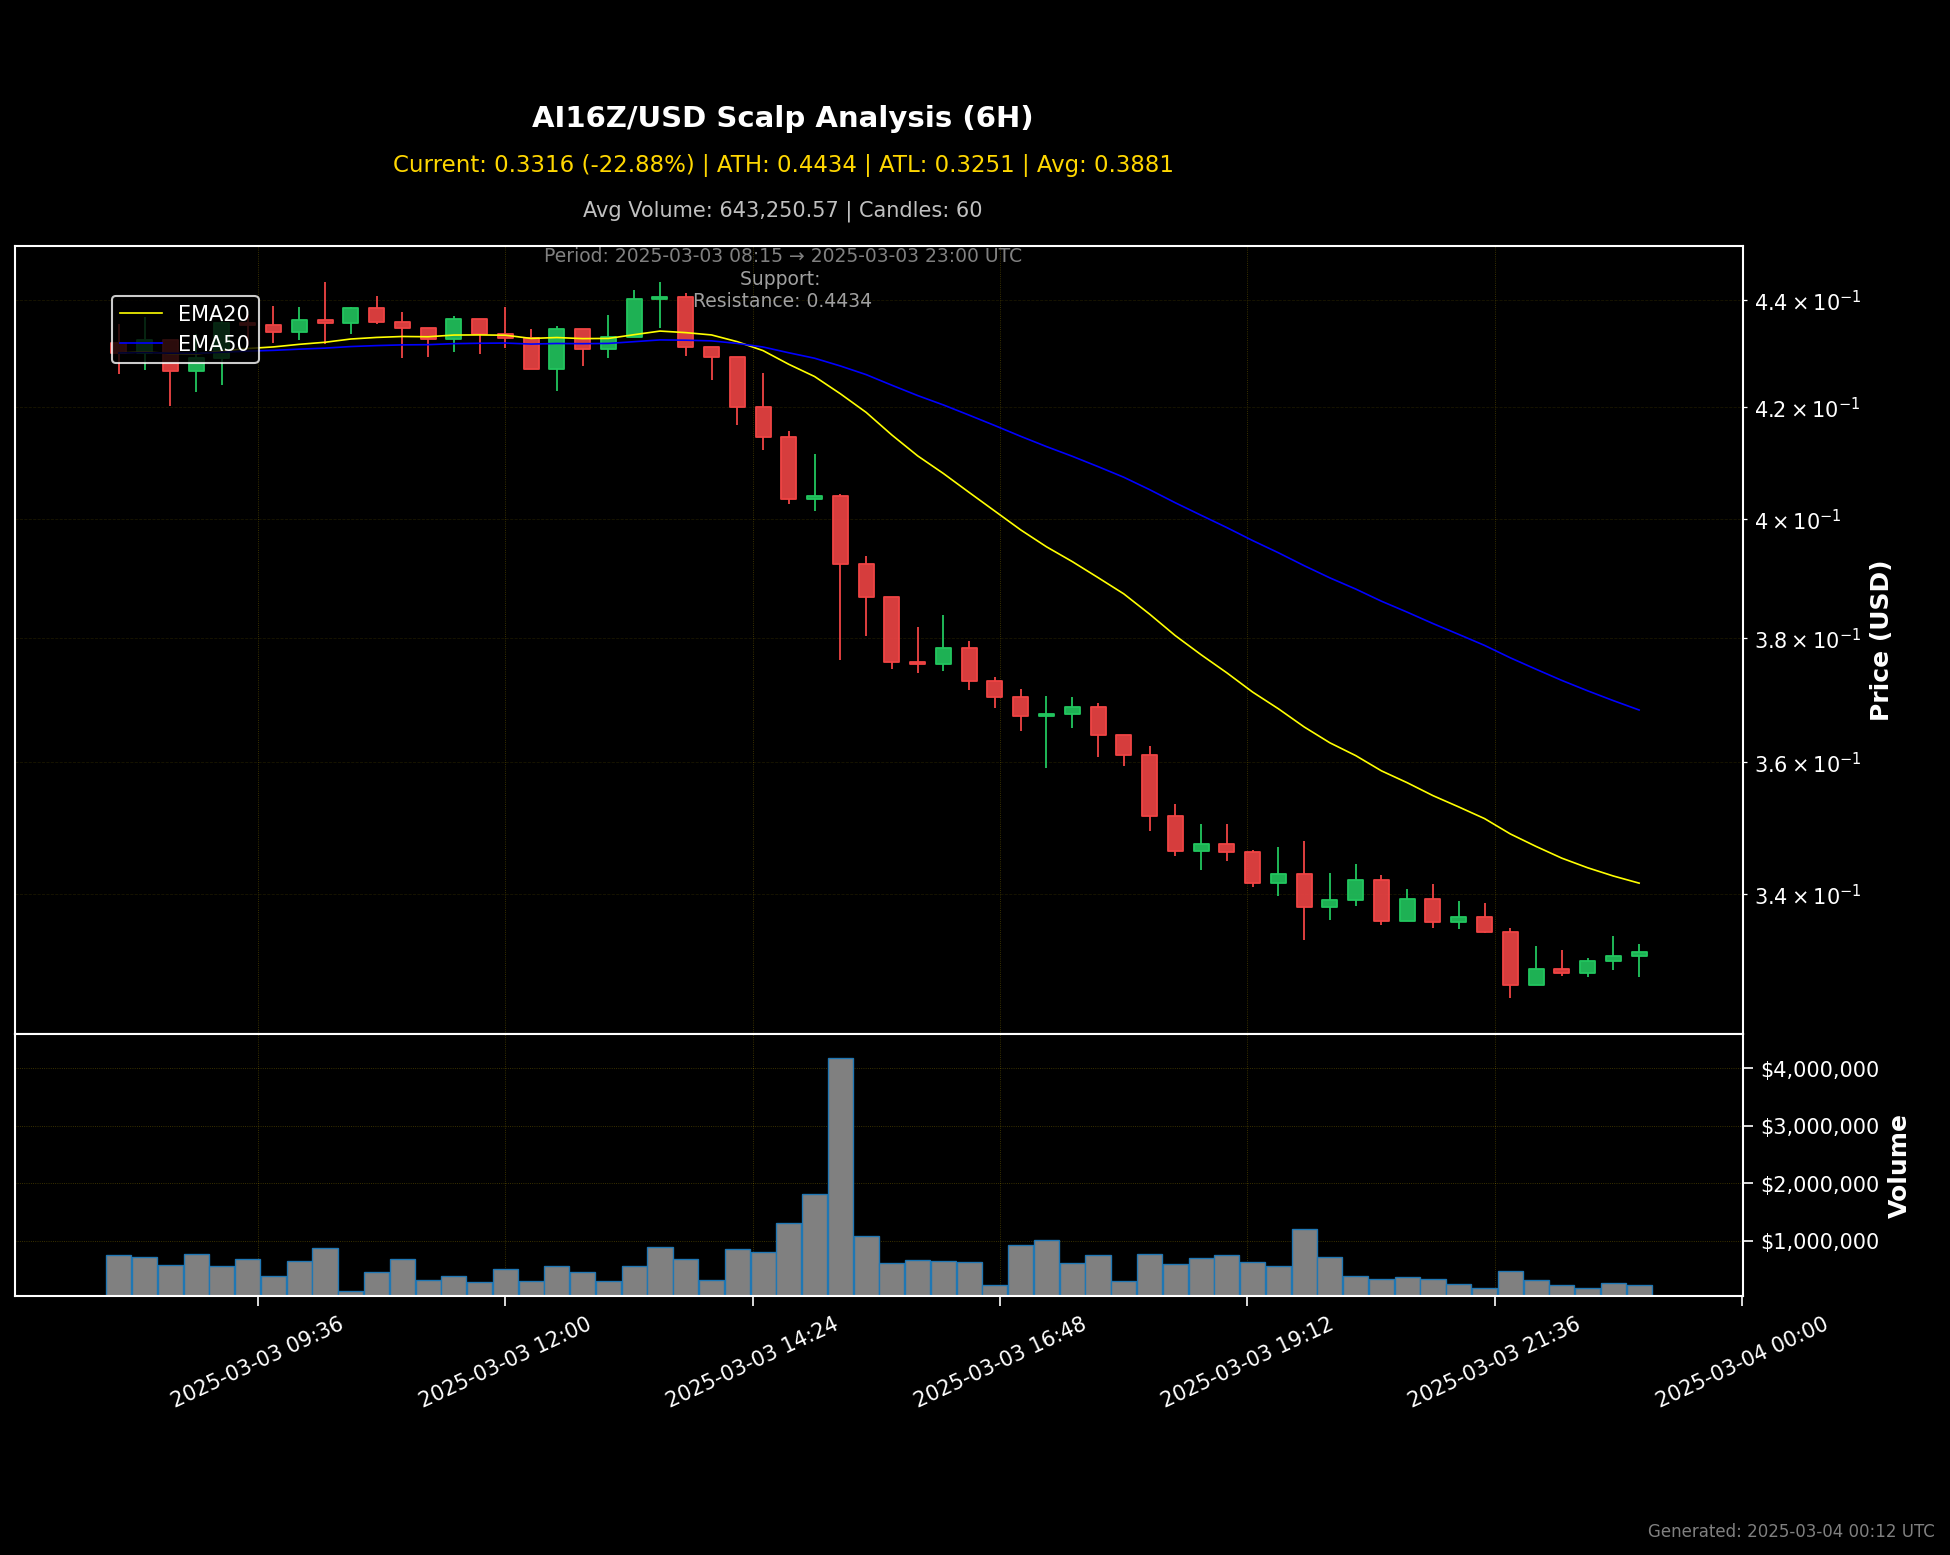 AI16Z/USD Scalp Analysis (6H)
Current: 0.3316 (-22.88%) | ATH: 0.4434 | ATL: 0.3251 | Avg: 0.3881
Avg Volume: 643,250.57 | Candles: 60
Period: 2025-03-03 08:15 → 2025-03-03 23:00 UTC
Support:
Resistance: 0.4434
EMA20
EMA50
4.4 × 10⁻¹
4.2 × 10⁻¹
4 × 10⁻¹
3.8 × 10⁻¹
3.6 × 10⁻¹
3.4 × 10⁻¹
Price (USD)
$4,000,000
$3,000,000
$2,000,000
$1,000,000
Volume
2025-03-03 09:36
2025-03-03 12:00
2025-03-03 14:24
2025-03-03 16:48
2025-03-03 19:12
2025-03-03 21:36
2025-03-04 00:00
Generated: 2025-03-04 00:12 UTC